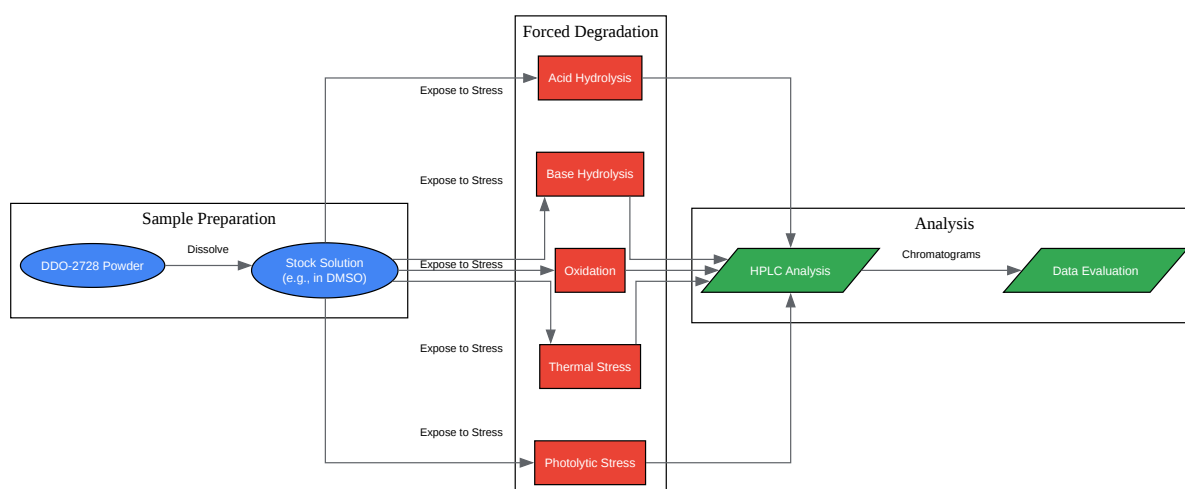 Forced Degradation
Acid Hydrolysis
Expose to Stress
Base Hydrolysis
Expose to Stress
Sample Preparation
Analysis
DDO-2728 Powder
Dissolve
Stock Solution
(e.g., in DMSO)
Expose to Stress
Oxidation
HPLC Analysis
Chromatograms
Data Evaluation
Expose to Stress
Thermal Stress
Expose to Stress
Photolytic Stress